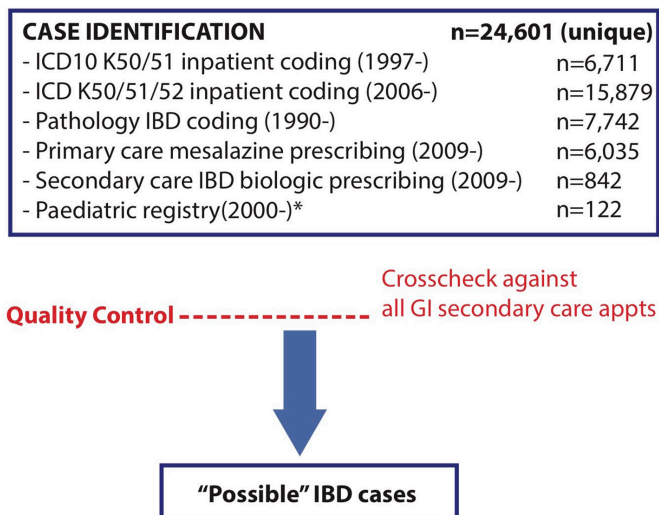 CASE IDENTIFICATION n=24,601 (unique)
- ICD10 K50/51 inpatient coding (1997-) n=6,711
- ICD K50/51/52 inpatient coding (2006-) n=15,879
- Pathology IBD coding (1990-) n=7,742
- Primary care mesalazine prescribing (2009-) n=6,035
- Secondary care IBD biologic prescribing (2009-) n=842
- Paediatric registry(2000-)* n=122
Crosscheck against
Quality Control all GI secondary care appts
“Possible” IBD cases